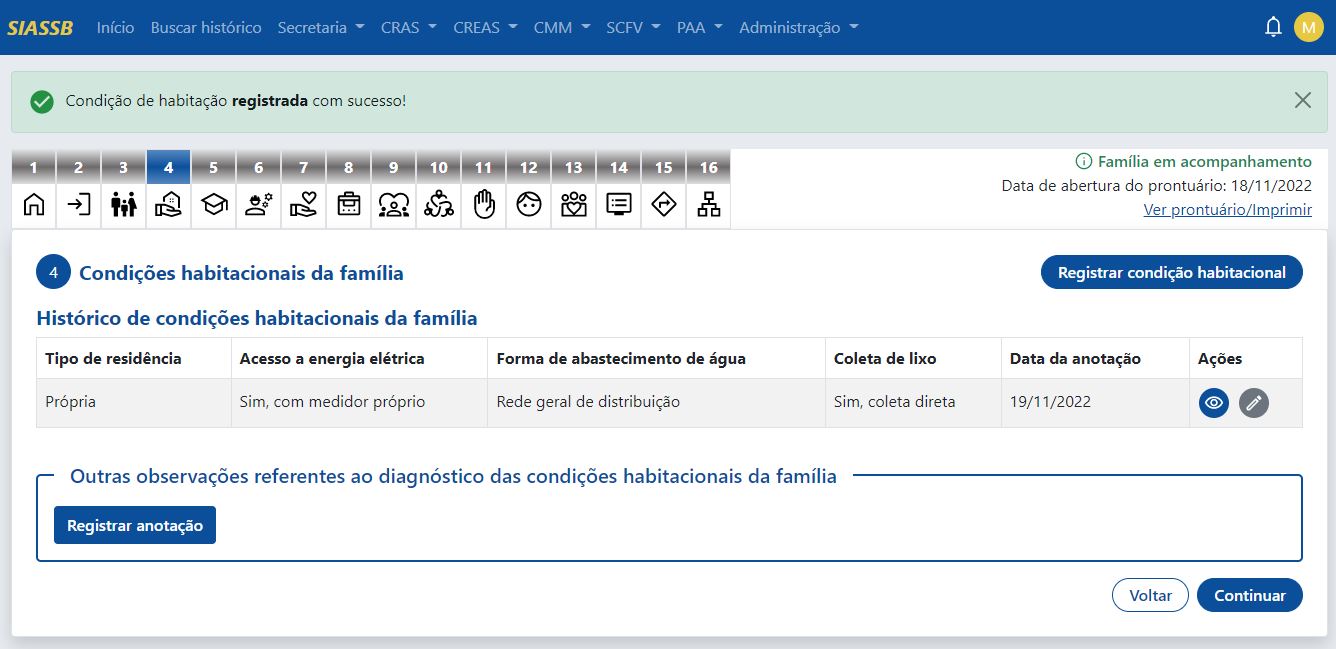 SIASSB Início Buscar histórico Secretaria CRAS CREAS CMM SCFV PAA Administração M
Condição de habitação registrada com sucesso!
1 2 3 4 5 6 7 8 9 10 11 12 13 14 15 16
Família em acompanhamento
Data de abertura do prontuário: 18/11/2022
Ver prontuário/Imprimir
4 Condições habitacionais da família Registrar condição habitacional
Histórico de condições habitacionais da família
Tipo de residência Acesso a energia elétrica Forma de abastecimento de água Coleta de lixo Data da anotação Ações
Própria Sim, com medidor próprio Rede geral de distribuição Sim, coleta direta 19/11/2022
Outras observações referentes ao diagnóstico das condições habitacionais da família
Registrar anotação
Voltar Continuar